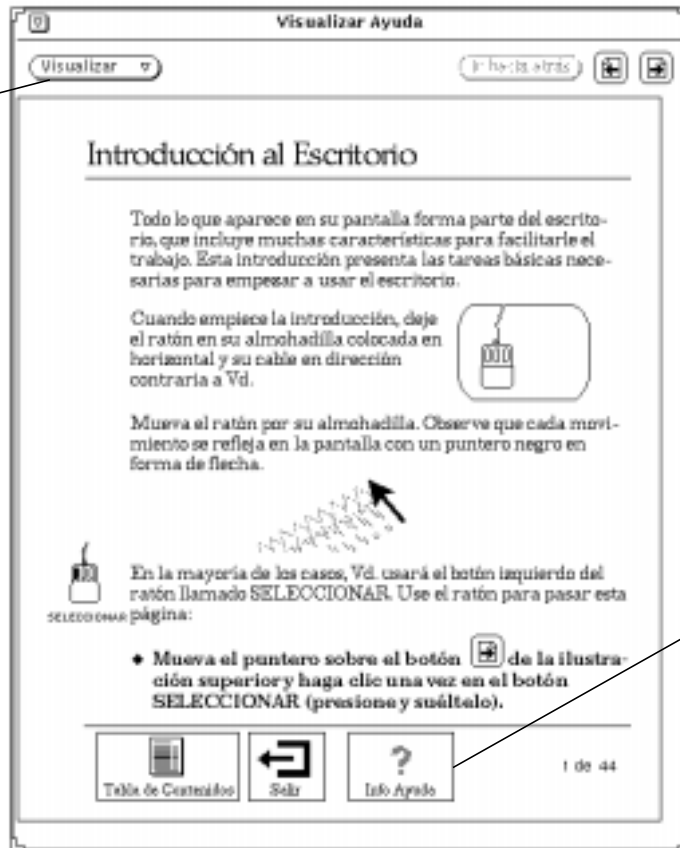 Visualizar Ayuda
Visualizar
Ir hacia atrás
Introducción al Escritorio
Todo lo que aparece en su pantalla forma parte del escrito-
rio, que incluye muchas características para facilitarle el
trabajo. Esta introducción presenta las tareas básicas nece-
sarias para empezar a usar el escritorio.
Cuando empiece la introducción, deje
el ratón en su almohadilla colocada en
horizontal y su cable en dirección
contraria a Vd.
Mueva el ratón por su almohadilla. Observe que cada movi-
miento se refleja en la pantalla con un puntero negro en
forma de flecha.
En la mayoría de los casos, Vd. usará el botón izquierdo del
ratón llamado SELECCIONAR. Use el ratón para pasar esta
SELECCIONAR página:
◆ Mueva el puntero sobre el botón de la ilustra-
ción superior y haga clic una vez en el botón
SELECCIONAR (presione y suéltelo).
?
Tabla de Contenidos Salir Info Ayuda 1 de 44